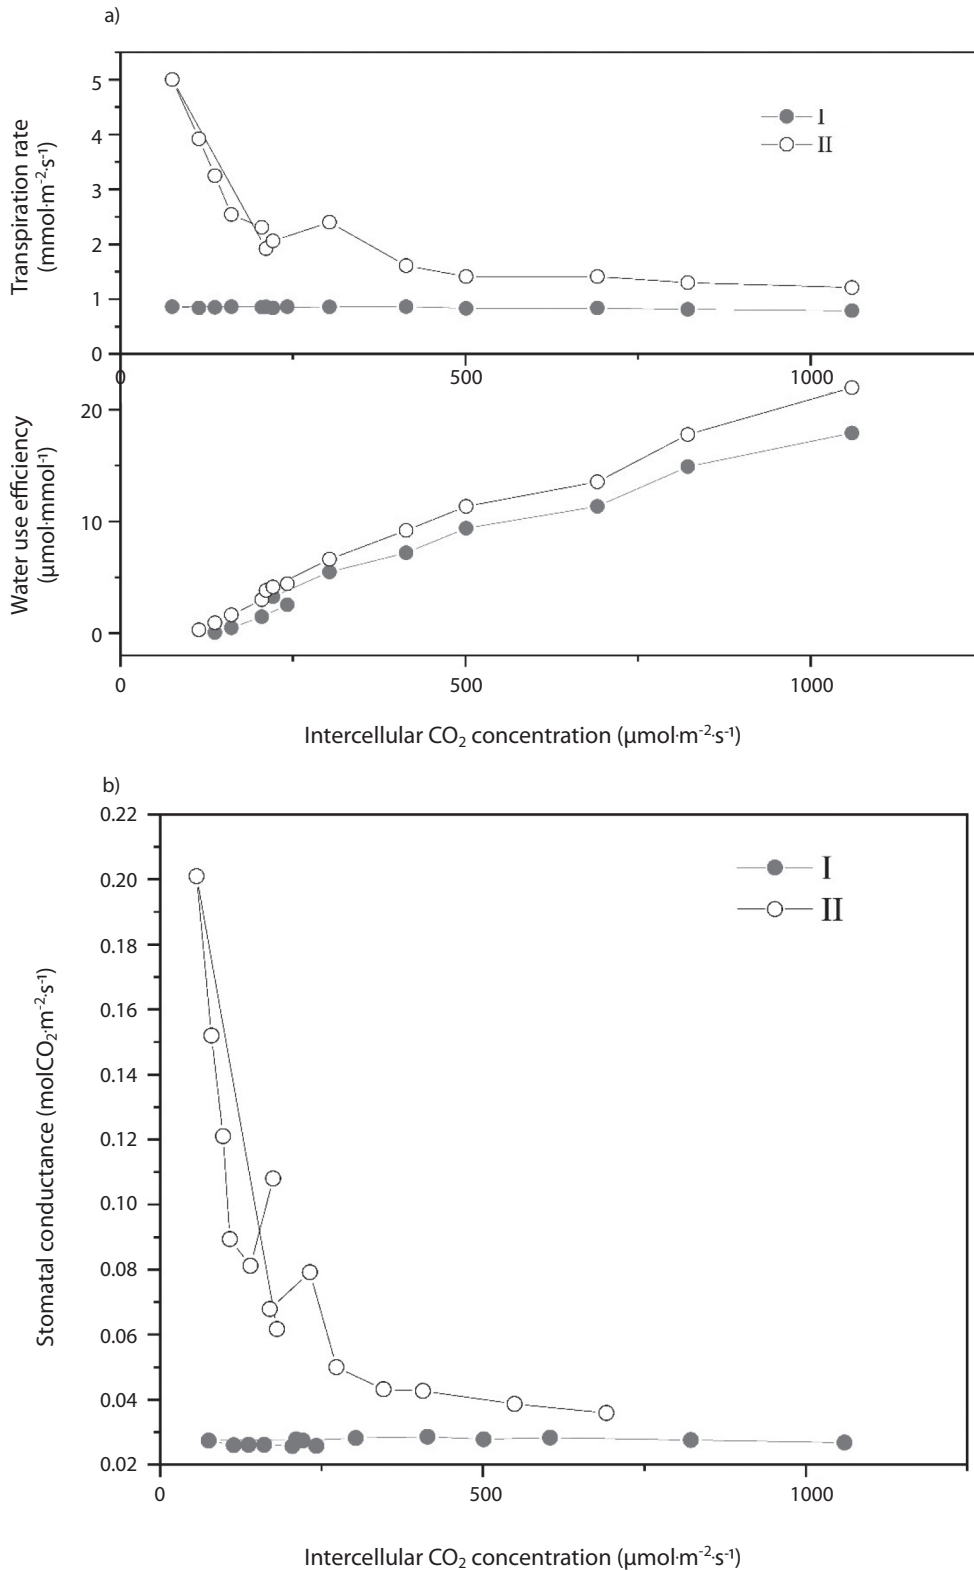 a)
Transpiration rate
(mmol·m⁻²·s⁻¹)
5
4
3
2
1
0
I
II
0
500
1000
Water use efficiency
(µmol·mmol⁻¹)
20
10
0
0
500
1000
Intercellular CO₂ concentration (µmol·m⁻²·s⁻¹)
b)
Stomatal conductance (molCO₂·m⁻²·s⁻¹)
0.22
0.20
0.18
0.16
0.14
0.12
0.10
0.08
0.06
0.04
0.02
I
II
0
500
1000
Intercellular CO₂ concentration (µmol·m⁻²·s⁻¹)